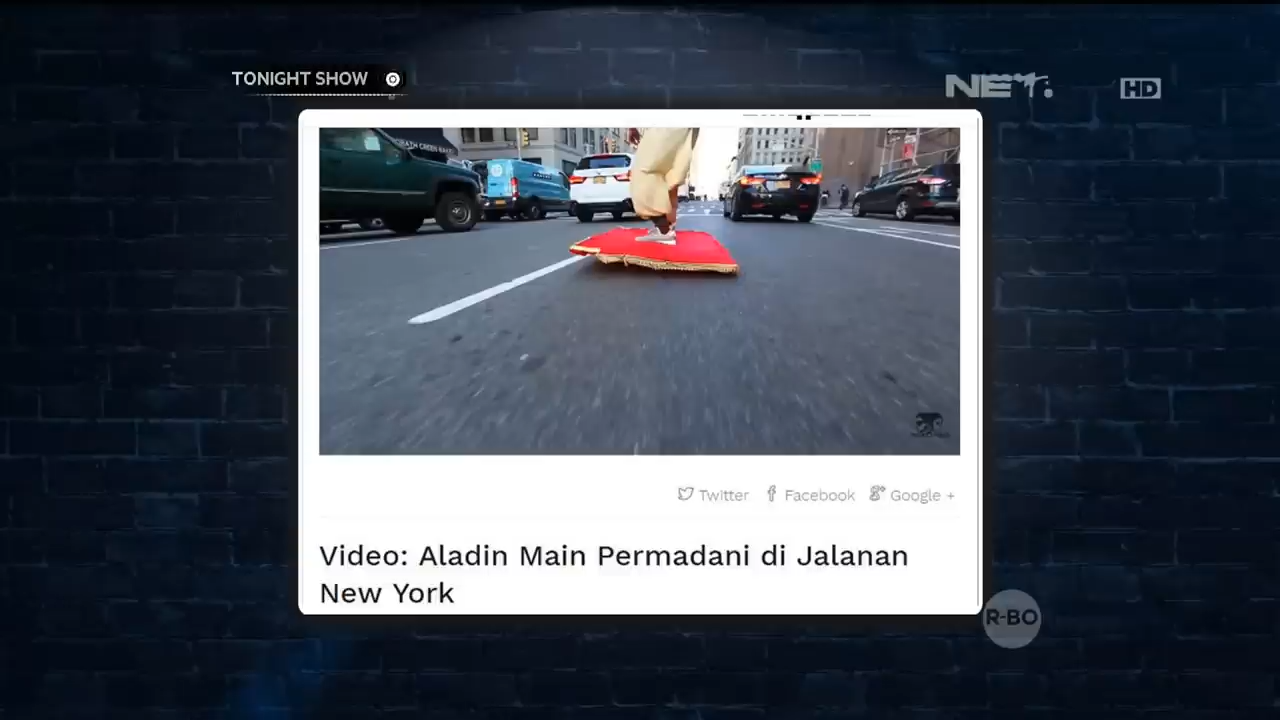 TONIGHT SHOW
NET.
HD
Twitter
Facebook
Google +
Video: Aladin Main Permadani di Jalanan
New York
R-BO